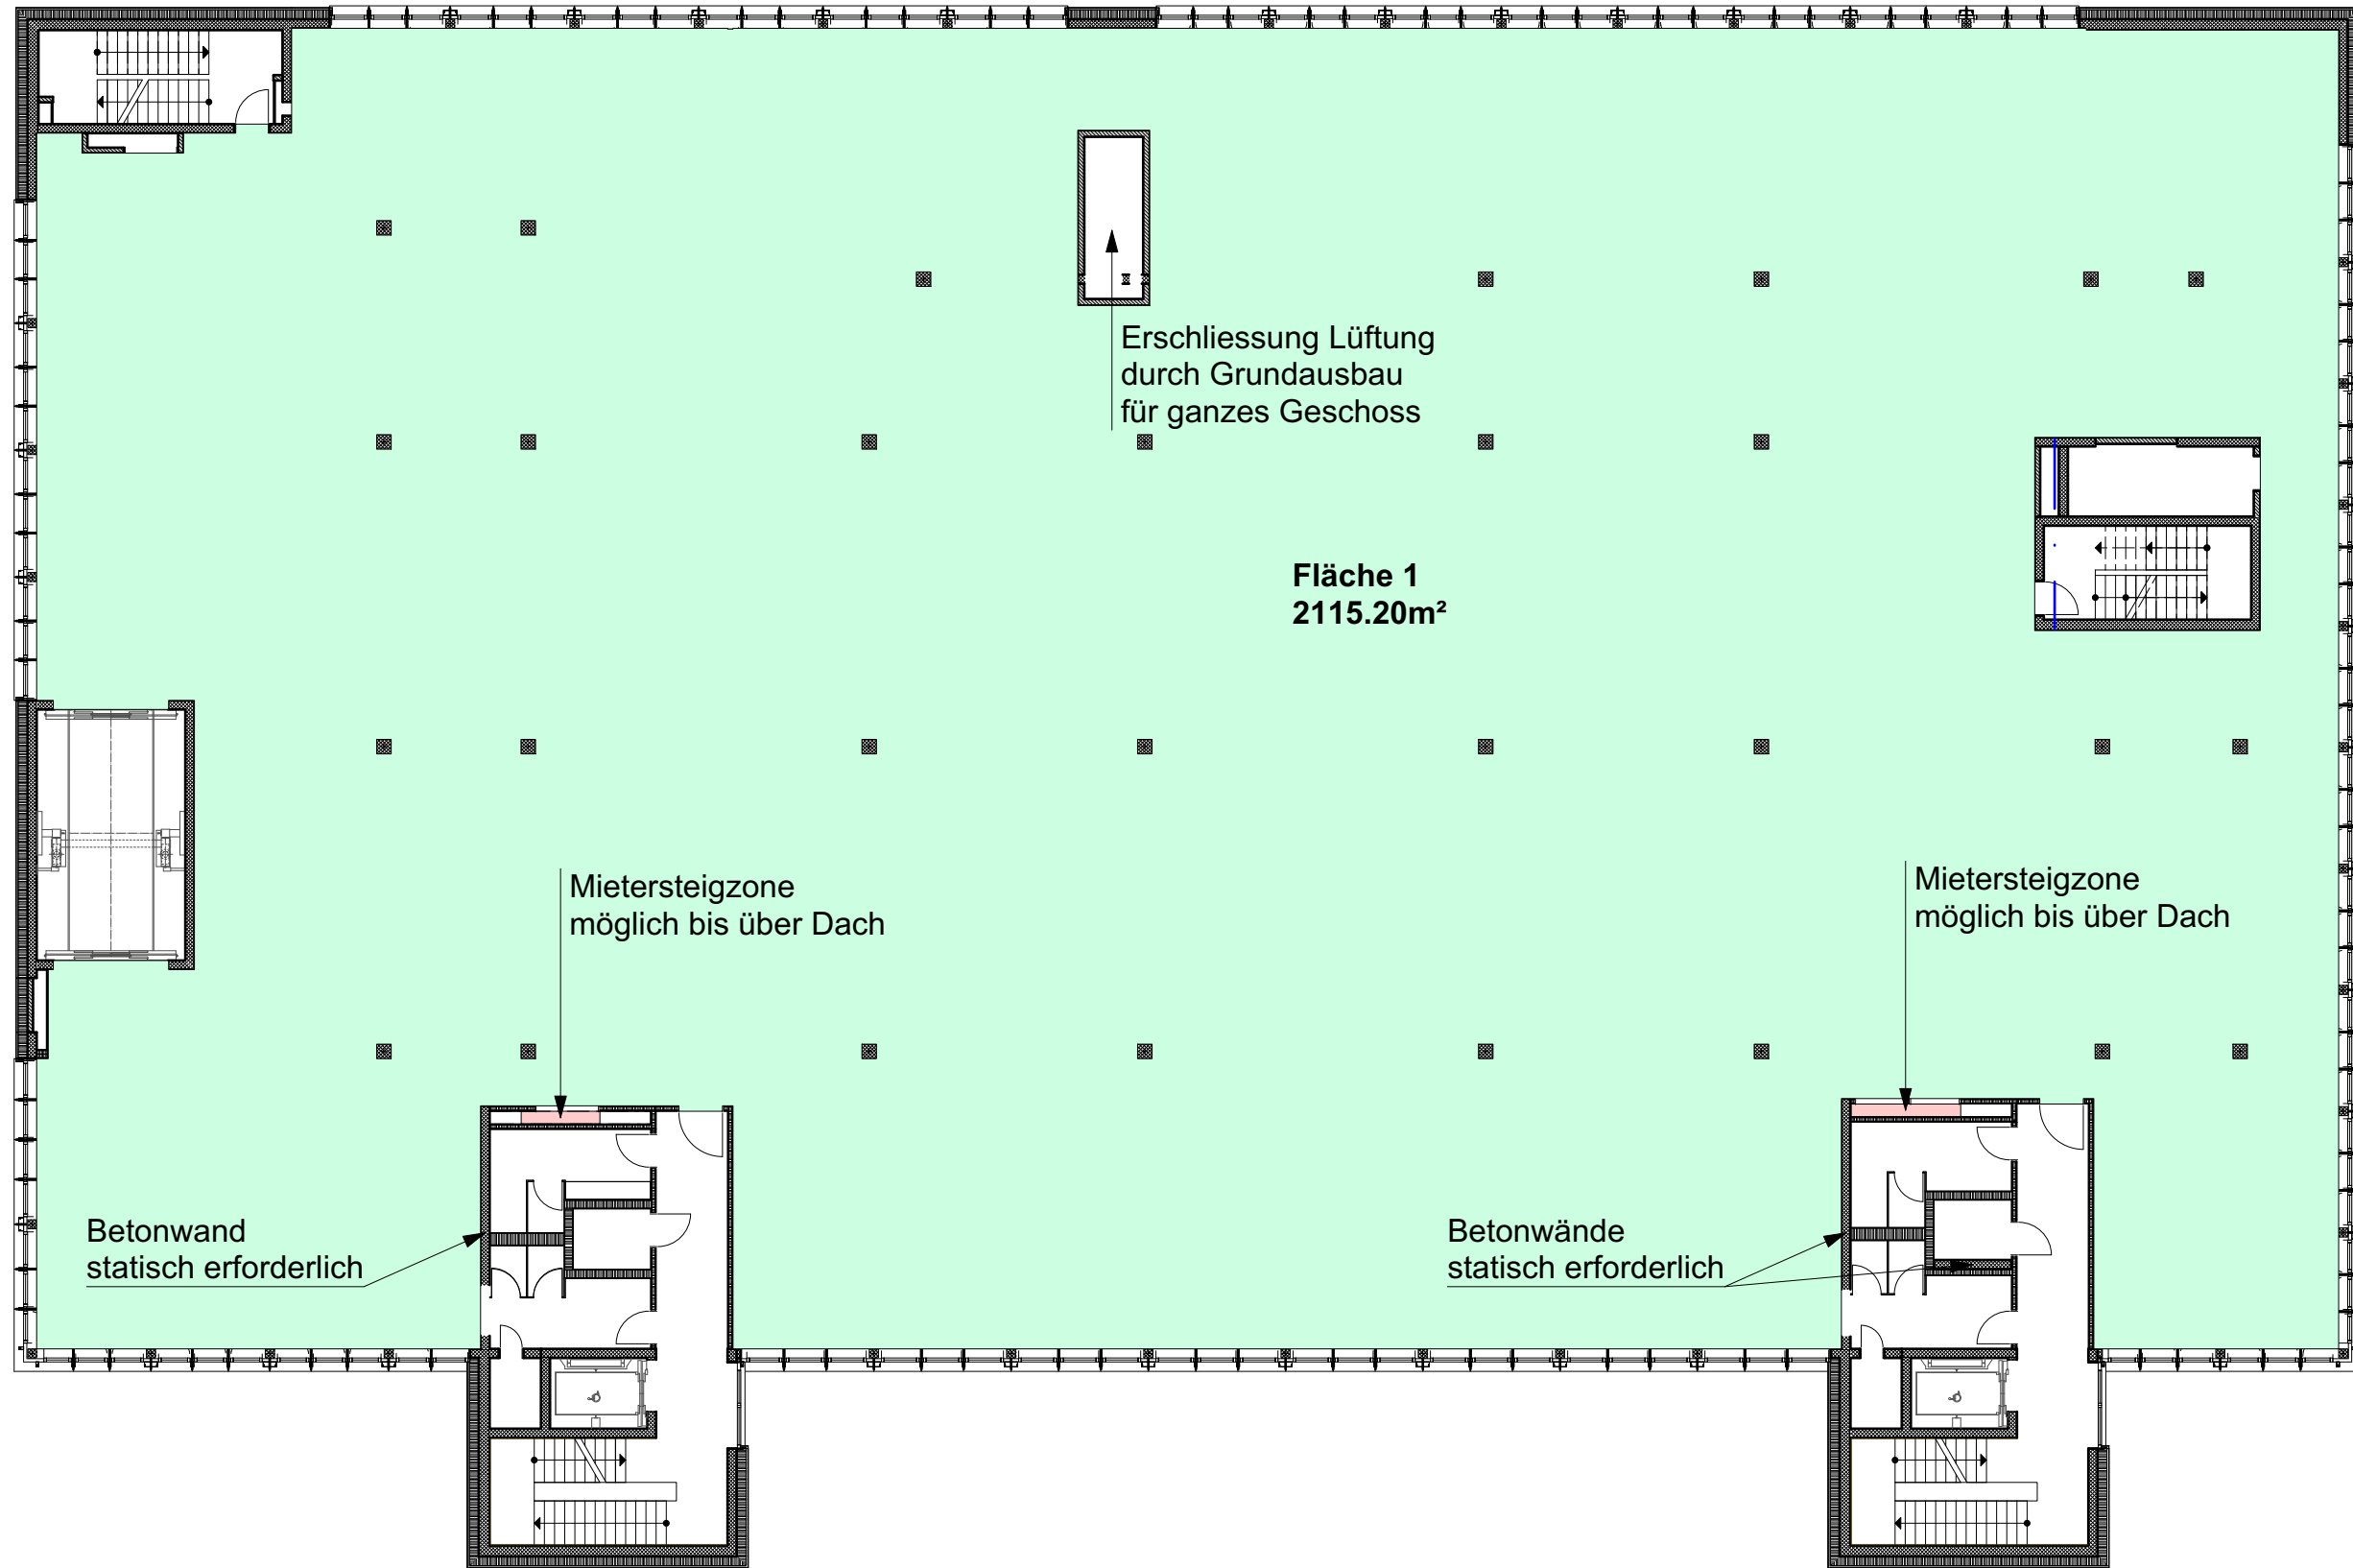 Erschliessung Lüftung
durch Grundausbau
für ganzes Geschoss
Fläche 1
2115.20m²
Mietersteigzone
möglich bis über Dach
Mietersteigzone
möglich bis über Dach
Betonwand
statisch erforderlich
Betonwände
statisch erforderlich